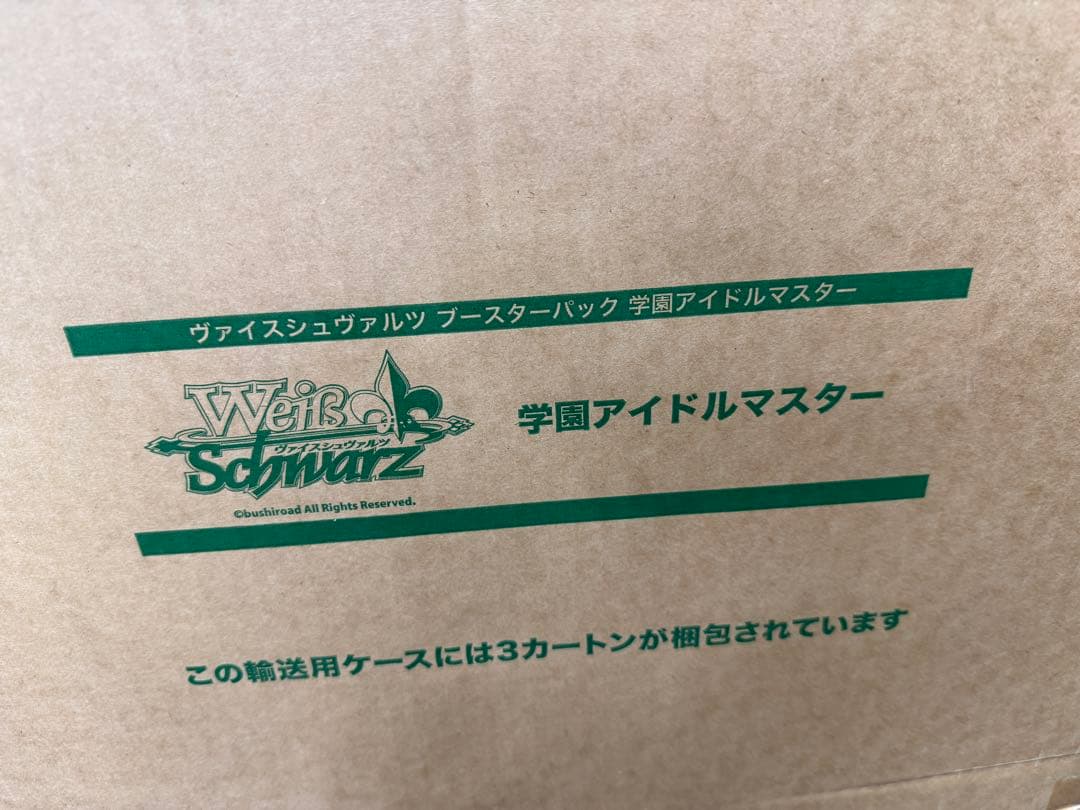 ヴァイスシュヴァルツ ブースターパック 学園アイドルマスター
Weiß
ヴァイスシュヴァルツ
Schwarz
©bushiroad All Rights Reserved.
学園アイドルマスター
この輸送用ケースには3カートンが梱包されています